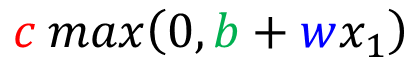 c max(0, b + wx₁)